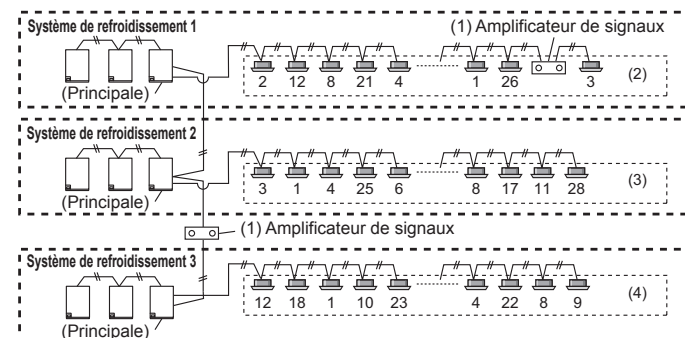 Système de refroidissement 1
(1) Amplificateur de signaux
(Principale)
2 12 8 21 4 1 26 3 (2)
Système de refroidissement 2
(Principale)
3 1 4 25 6 8 17 11 28 (3)
(1) Amplificateur de signaux
Système de refroidissement 3
(Principale)
12 18 1 10 23 4 22 8 9 (4)